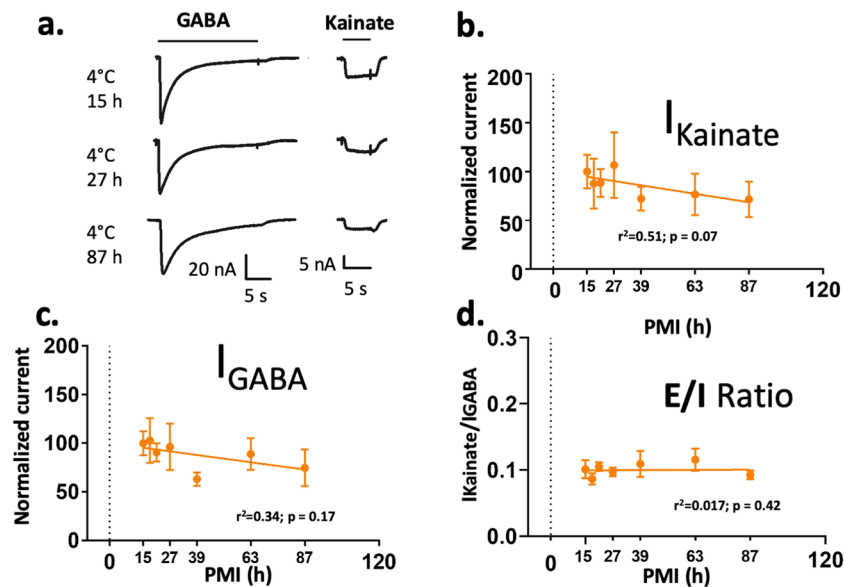 a.
GABA
Kainate
4°C
15 h
4°C
27 h
4°C
87 h
20 nA
5 s
5 nA
5 s
b.
Normalized current
200
150
100
50
0
I Kainate
r²=0.51; p = 0.07
0
15
27
39
63
87
120
PMI (h)
c.
Normalized current
200
150
100
50
0
I GABA
r²=0.34; p = 0.17
0
15
27
39
63
87
120
PMI (h)
d.
IKainate/IGABA
0.3
0.2
0.1
0.0
E/I Ratio
r²=0.017; p = 0.42
0
15
27
39
63
87
120
PMI (h)